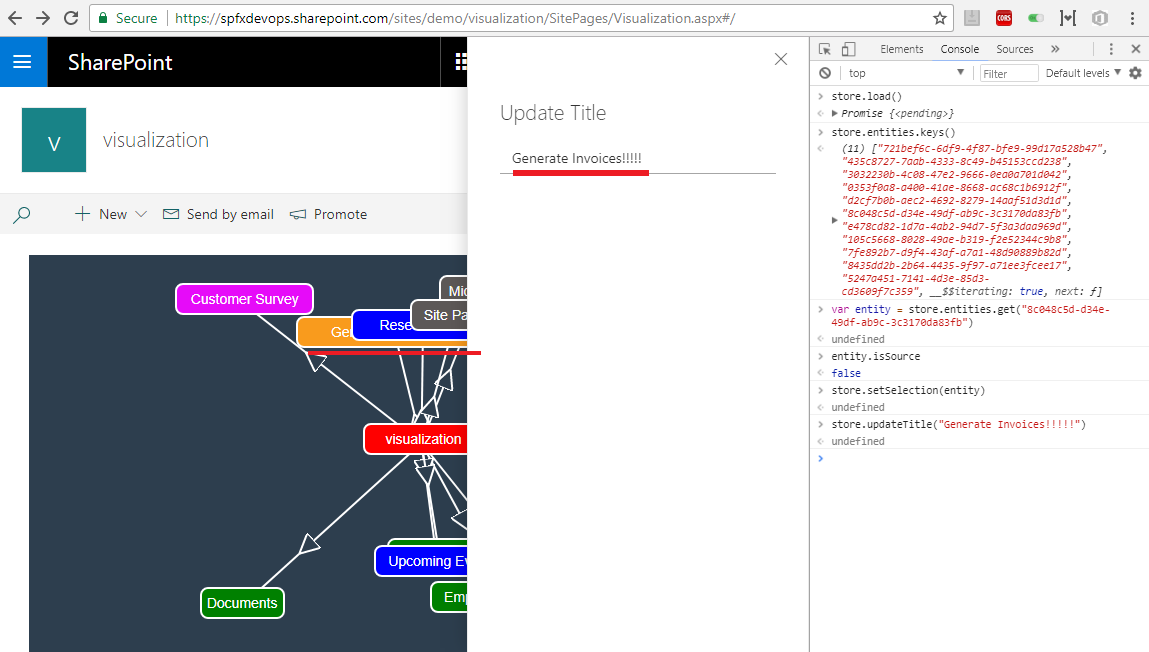 Secure
https://spfxdevops.sharepoint.com/sites/demo/visualization/SitePages/Visualization.aspx#/
CORS
SharePoint
V
visualization
New
Send by email
Promote
Customer Survey
Mic
Site Pa
Ge
Rese
visualization
Upcoming Ev
Emp
Documents
Update Title
Generate Invoices!!!!!
Elements
Console
Sources
top
Filter
Default levels
store.load()
Promise {<pending>}
store.entities.keys()
(11) ["721bef6c-6df9-4f87-bfe9-99d17a528b47",
"435c8727-7aab-4333-8c49-b45153ccd238",
"3032230b-4c08-47e2-9666-0ea0a701d042",
"0353f0a8-a400-41ae-8668-ac68c1b6912f",
"d2cf7b0b-aec2-4692-8279-14aaf51d3d1d",
"8c048c5d-d34e-49df-ab9c-3c3170da83fb",
"e478cd82-1d7a-4ab2-94d7-5f3a3daa969d",
"105c5668-8028-49ae-b319-f2e52344c9b8",
"7fe892b7-d9f4-43af-a7a1-48d90889b82d",
"8435dd2b-2b64-4435-9f97-a71ee3fcee17",
"5247a451-7141-4d3e-85d3-
cd3609f7c359", __$$iterating: true, next: ƒ]
var entity = store.entities.get("8c048c5d-d34e-
49df-ab9c-3c3170da83fb")
undefined
entity.isSource
false
store.setSelection(entity)
undefined
store.updateTitle("Generate Invoices!!!!!")
undefined